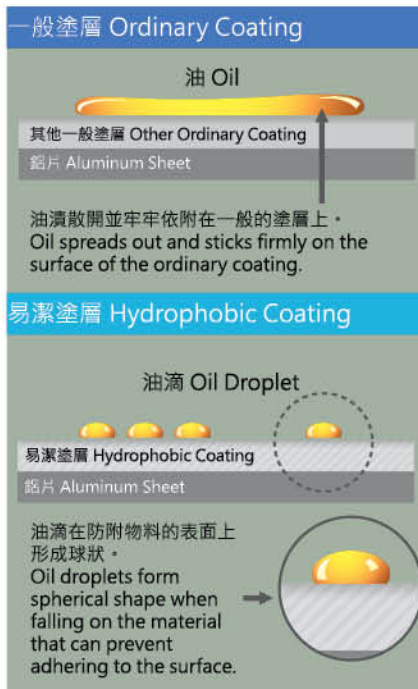 一般塗層 Ordinary Coating
油 Oil
其他一般塗層 Other Ordinary Coating
鋁片 Aluminum Sheet
油漬散開並牢牢依附在一般的塗層上。
Oil spreads out and sticks firmly on the
surface of the ordinary coating.
易潔塗層 Hydrophobic Coating
油滴 Oil Droplet
易潔塗層 Hydrophobic Coating
鋁片 Aluminum Sheet
油滴在防附物料的表面上
形成球狀。
Oil droplets form
spherical shape when
falling on the material
that can prevent
adhering to the surface.